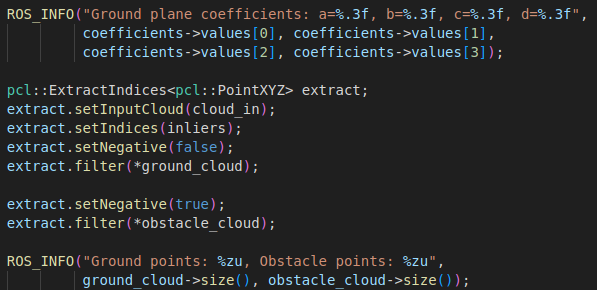 ROS_INFO("Ground plane coefficients: a=%.3f, b=%.3f, c=%.3f, d=%.3f",
coefficients->values[0], coefficients->values[1],
coefficients->values[2], coefficients->values[3]);
pcl::ExtractIndices<pcl::PointXYZ> extract;
extract.setInputCloud(cloud_in);
extract.setIndices(inliers);
extract.setNegative(false);
extract.filter(*ground_cloud);
extract.setNegative(true);
extract.filter(*obstacle_cloud);
ROS_INFO("Ground points: %zu, Obstacle points: %zu",
ground_cloud->size(), obstacle_cloud->size());